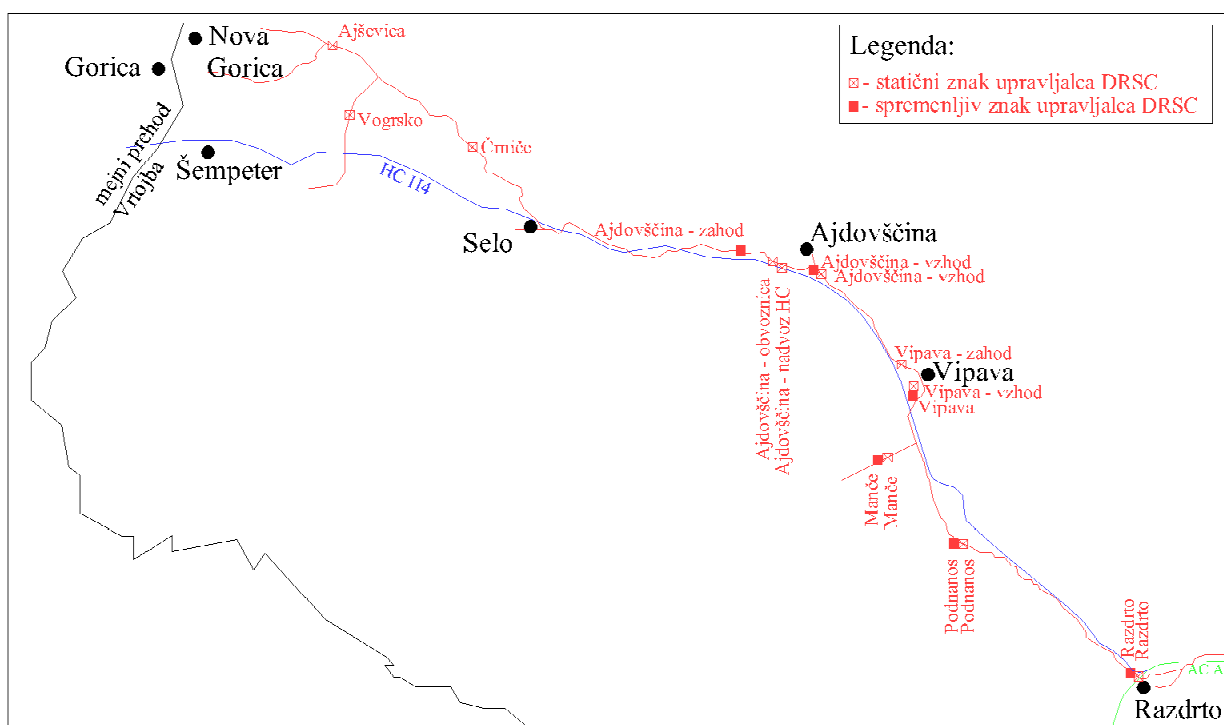 Ajševica
Nova
Gorica
Gorica
Legenda:
- statični znak upravljalca DRSC
- spremenljiv znak upravljalca DRSC
Vogrsko
Črniče
mejni prehod
Vrtojba
Šempeter
HC H4
Selo
Ajdovščina - zahod
Ajdovščina
Ajdovščina - vzhod
Ajdovščina - vzhod
Ajdovščina - obvoznica
Ajdovščina - nadvoz HC
Vipava - zahod
Vipava
Vipava - vzhod
Vipava
Manče
Manče
Podnanos
Podnanos
Razdrto
Razdrto
AC A
Razdrto